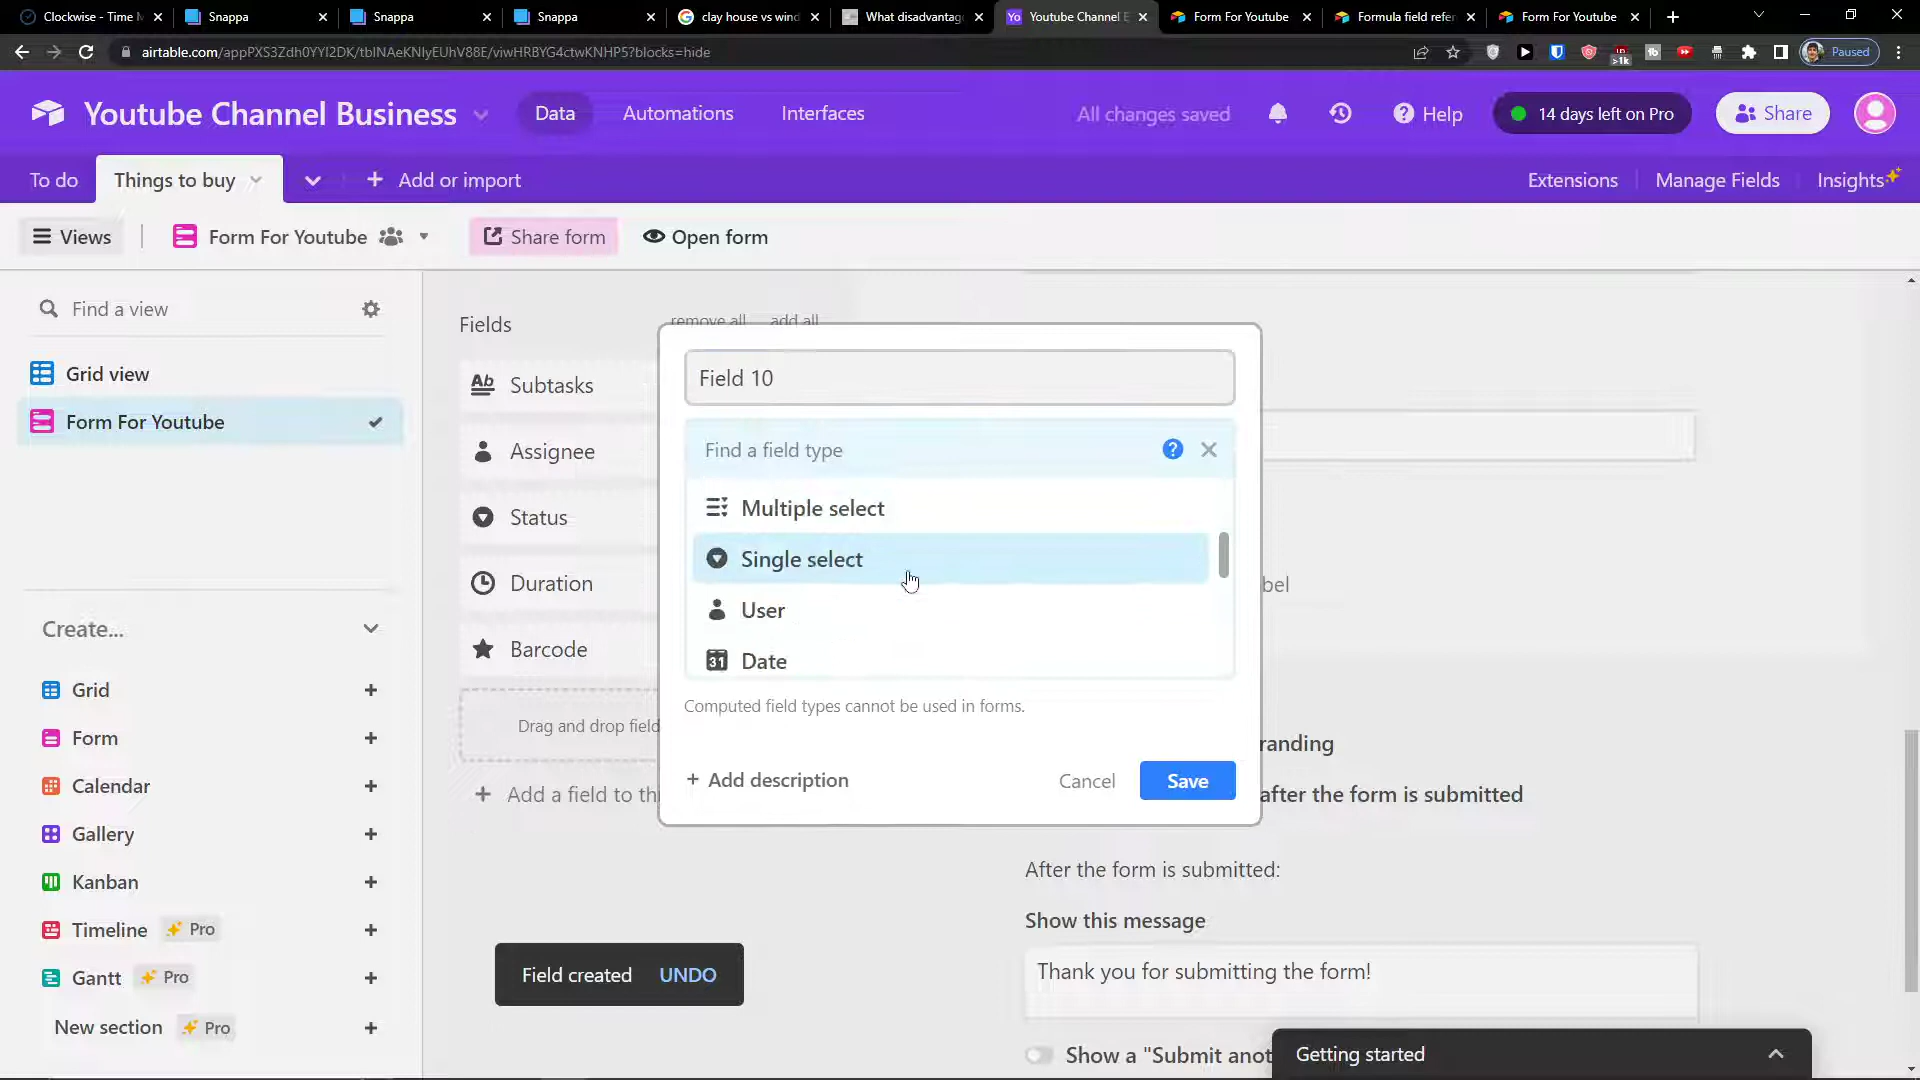 Clockwise - Time M
Snappa
Snappa
Snappa
clay house vs wind
What disadvantag
Youtube Channel B
Form For Youtube
Formula field refer
Form For Youtube
airtable.com/appPXS3Zdh0YYI2DK/tblNAeKNlyEUhV88E/viwHRBYG4ctwKNHP5?blocks=hide
Paused
Youtube Channel Business
Data
Automations
Interfaces
All changes saved
Help
14 days left on Pro
Share
To do
Things to buy
Add or import
Extensions
Manage Fields
Insights
Views
Form For Youtube
Share form
Open form
Find a view
Grid view
Form For Youtube
Create...
Grid
Form
Calendar
Gallery
Kanban
Timeline Pro
Gantt Pro
New section Pro
Fields
remove all add all
Subtasks
Assignee
Status
Duration
Barcode
Drag and drop field
+ Add a field to th
Field 10
Find a field type
Multiple select
Single select
User
31 Date
Computed field types cannot be used in forms.
+ Add description
Cancel
Save
bel
randing
after the form is submitted
After the form is submitted:
Show this message
Thank you for submitting the form!
Show a "Submit anot
Field created UNDO
Getting started